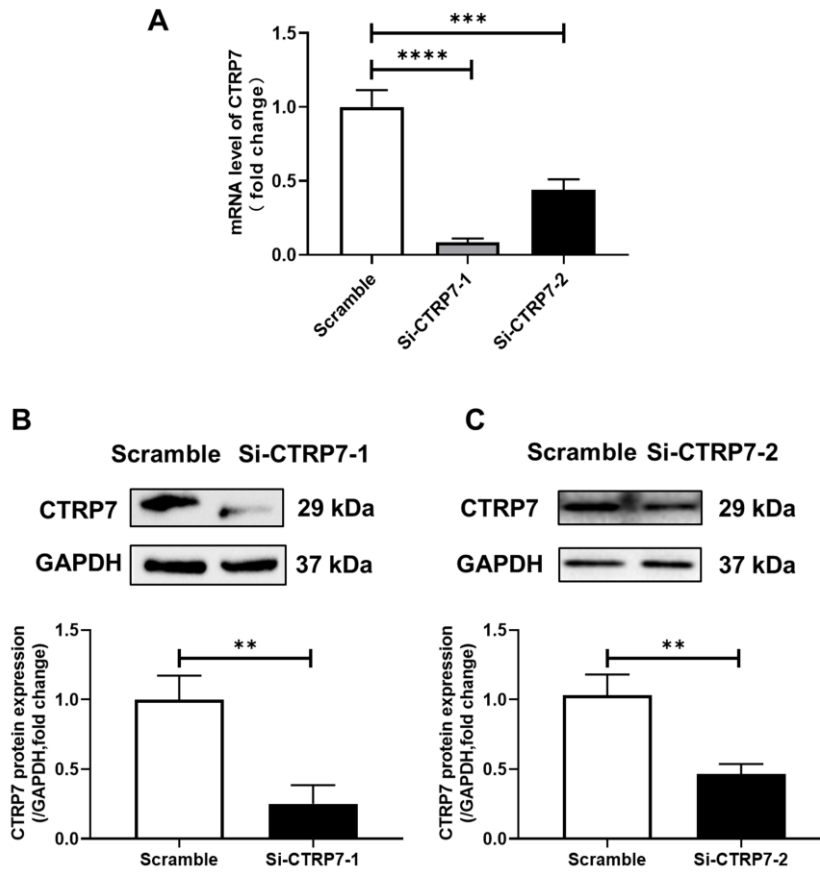 A
mRNA level of CTRP7
( fold change)
1.5
1.0
0.5
0.0
***
****
Scramble
Si-CTRP7-1
Si-CTRP7-2
B
Scramble Si-CTRP7-1
CTRP7 29 kDa
GAPDH 37 kDa
CTRP7 protein expression
(/GAPDH,fold change)
1.5
1.0
0.5
0.0
**
Scramble Si-CTRP7-1
C
Scramble Si-CTRP7-2
CTRP7 29 kDa
GAPDH 37 kDa
CTRP7 protein expression
(/GAPDH,fold change)
1.5
1.0
0.5
0.0
**
Scramble Si-CTRP7-2